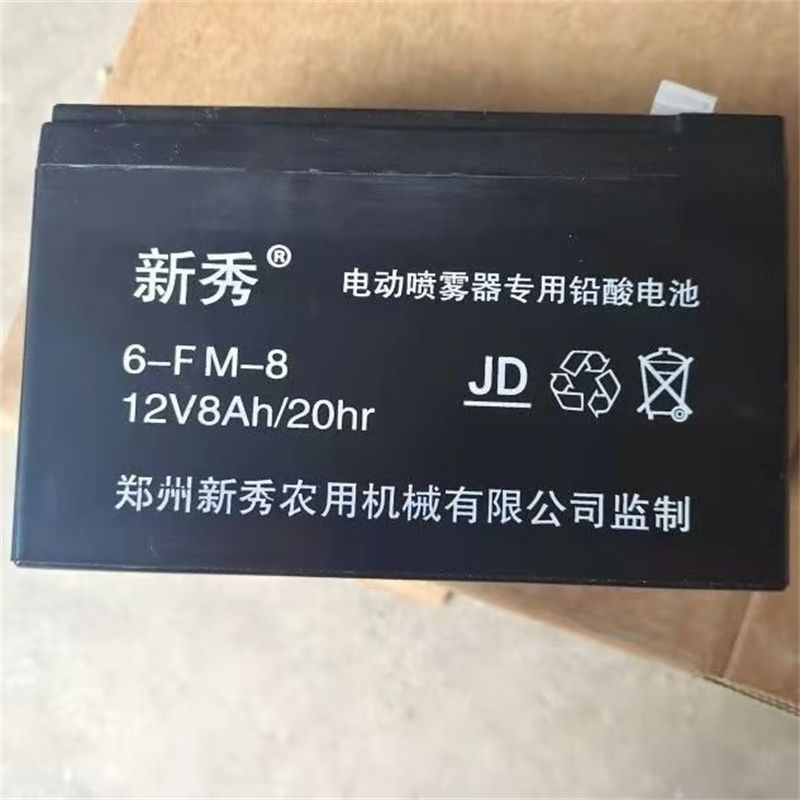 新秀® 电动喷雾器专用铅酸电池
6-FM-8
12V8Ah/20hr
JD
郑州新秀农用机械有限公司监制